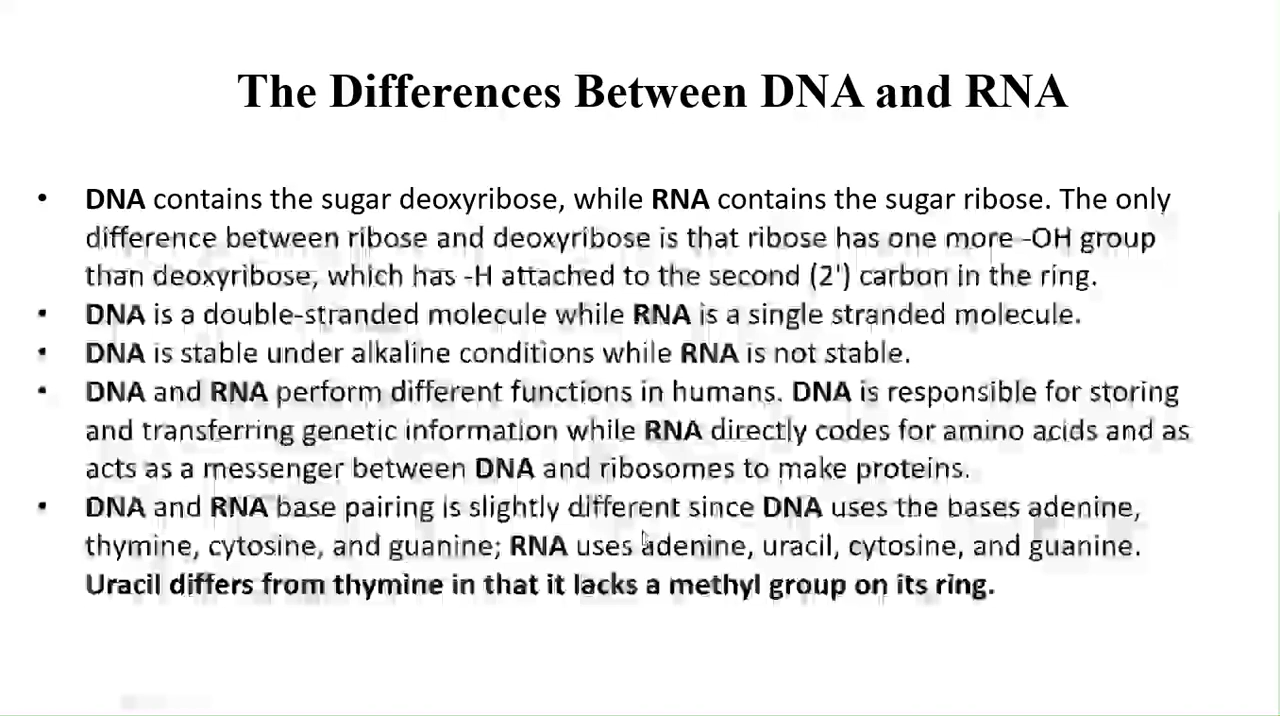 The Differences Between DNA and RNA
• DNA contains the sugar deoxyribose, while RNA contains the sugar ribose. The only
difference between ribose and deoxyribose is that ribose has one more -OH group
than deoxyribose, which has -H attached to the second (2') carbon in the ring.
• DNA is a double-stranded molecule while RNA is a single stranded molecule.
• DNA is stable under alkaline conditions while RNA is not stable.
• DNA and RNA perform different functions in humans. DNA is responsible for storing
and transferring genetic information while RNA directly codes for amino acids and as
acts as a messenger between DNA and ribosomes to make proteins.
• DNA and RNA base pairing is slightly different since DNA uses the bases adenine,
thymine, cytosine, and guanine; RNA uses adenine, uracil, cytosine, and guanine.
Uracil differs from thymine in that it lacks a methyl group on its ring.